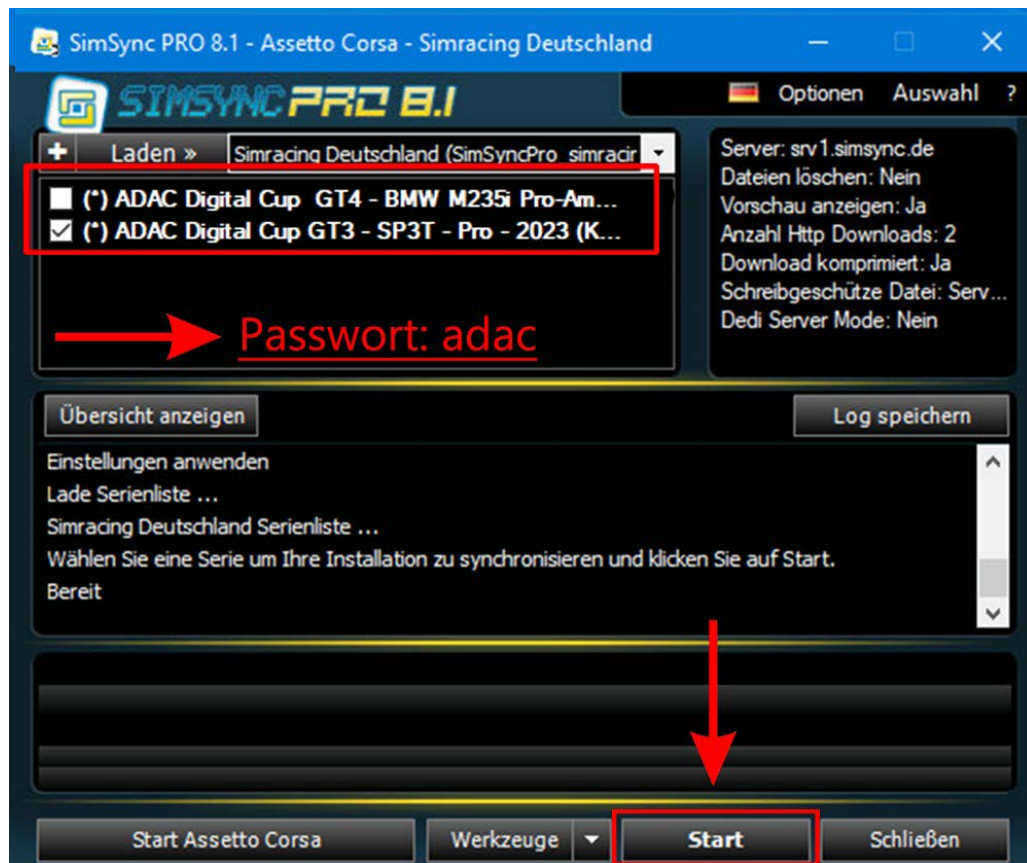 SimSync PRO 8.1 - Assetto Corsa - Simracing Deutschland
SIMSYNC PRO 8.1
Optionen Auswahl ?
+ Laden » Simracing Deutschland (SimSyncPro simracir
(*) ADAC Digital Cup GT4 - BMW M235i Pro-Am...
(*) ADAC Digital Cup GT3 - SP3T - Pro - 2023 (K...
Passwort: adac
Server: srv1.simsync.de
Dateien löschen: Nein
Vorschau anzeigen: Ja
Anzahl Http Downloads: 2
Download komprimiert: Ja
Schreibgeschütze Datei: Serv...
Dedi Server Mode: Nein
Übersicht anzeigen Log speichern
Einstellungen anwenden
Lade Serienliste ...
Simracing Deutschland Serienliste ...
Wählen Sie eine Serie um Ihre Installation zu synchronisieren und klicken Sie auf Start.
Bereit
Start Assetto Corsa Werkzeuge Start Schließen